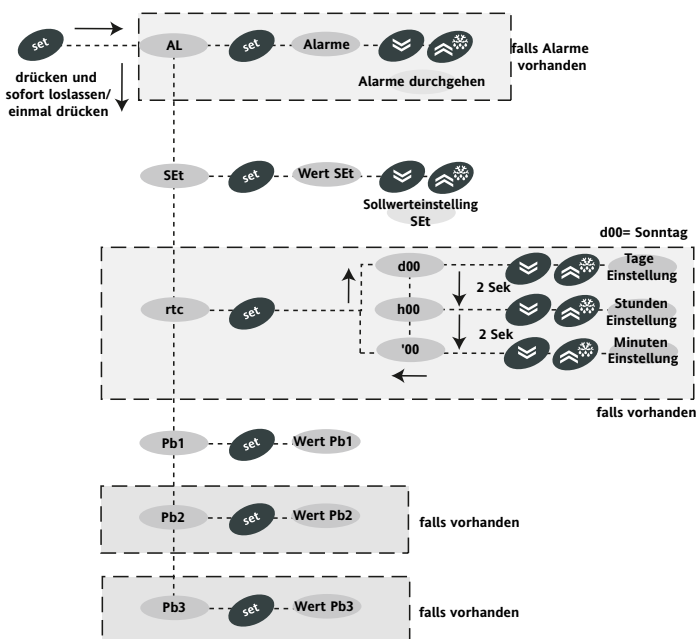 set AL set Alarme falls Alarme
vorhanden
drücken und
sofort loslassen/
einmal drücken
Alarme durchgehen
SEt set Wert SEt
Sollwerteinstelling
SEt
d00= Sonntag
d00 Tage
Einstellung
2 Sek
rtc set h00 Stunden
Einstellung
2 Sek
'00 Minuten
Einstellung
falls vorhanden
Pb1 set Wert Pb1
Pb2 set Wert Pb2 falls vorhanden
Pb3 set Wert Pb3 falls vorhanden